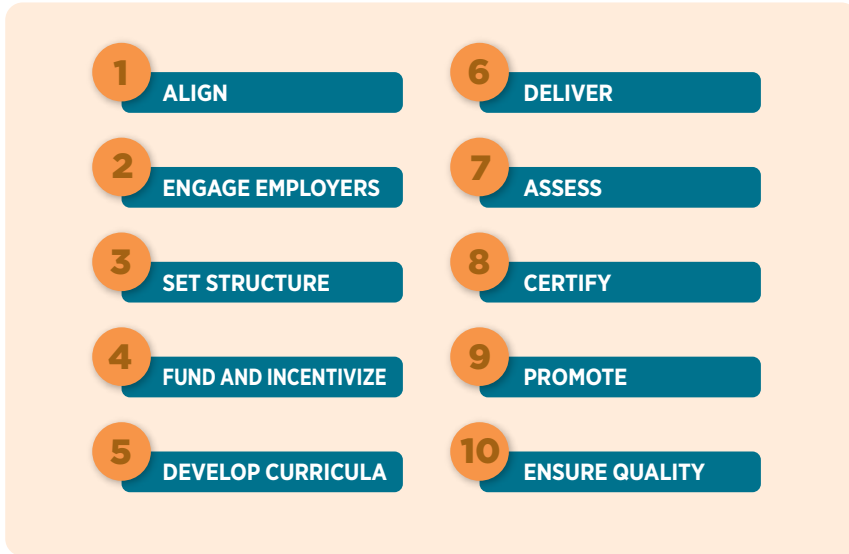 1
ALIGN
2
ENGAGE EMPLOYERS
3
SET STRUCTURE
4
FUND AND INCENTIVIZE
5
DEVELOP CURRICULA
6
DELIVER
7
ASSESS
8
CERTIFY
9
PROMOTE
10
ENSURE QUALITY